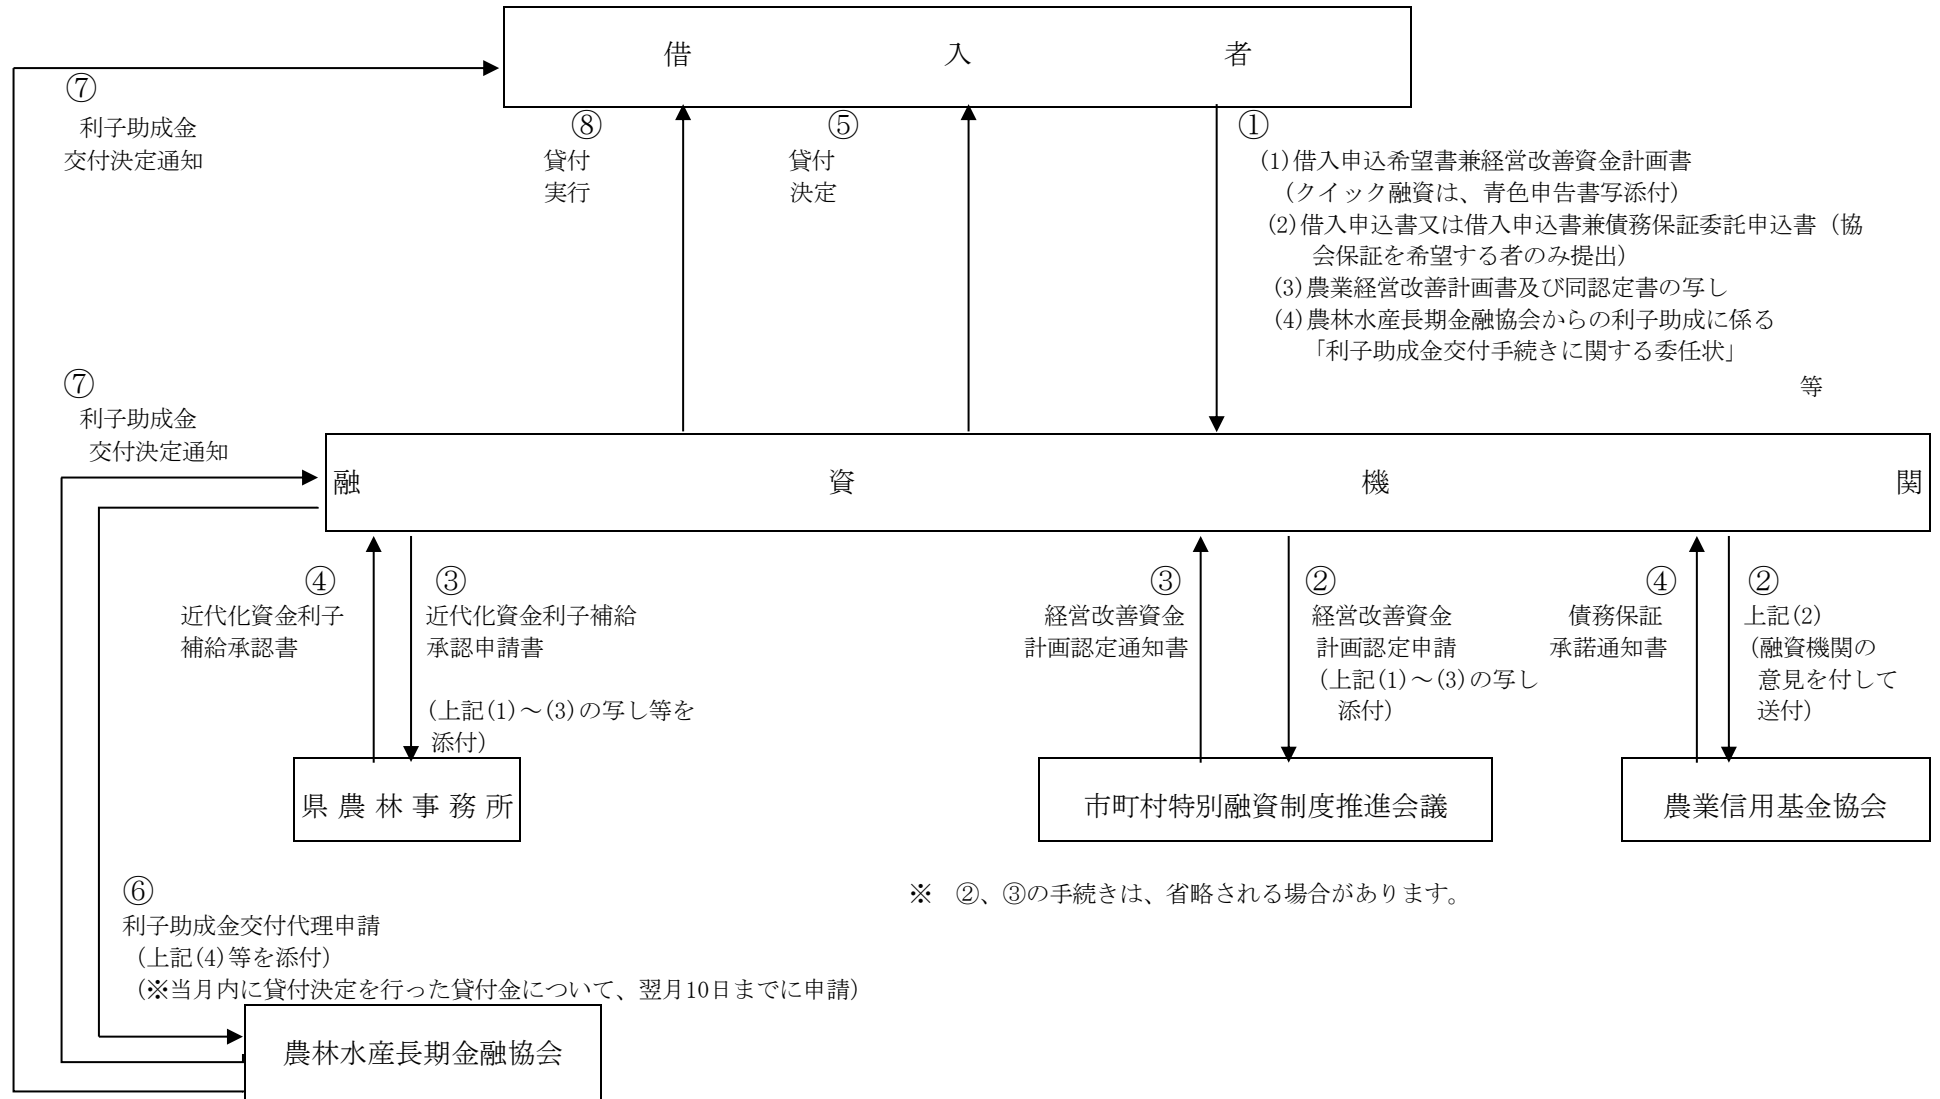 借入者
⑦
利子助成金
交付決定通知
⑧
貸付
実行
⑤
貸付
決定
①
(1)借入申込希望書兼経営改善資金計画書
（クイック融資は、青色申告書写添付）
(2)借入申込書又は借入申込書兼債務保証委託申込書（協
会保証を希望する者のみ提出）
(3)農業経営改善計画書及び同認定書の写し
(4)農林水産長期金融協会からの利子助成に係る
「利子助成金交付手続きに関する委任状」
等
⑦
利子助成金
交付決定通知
融資機関
④
近代化資金利子
補給承認書
③
近代化資金利子補給
承認申請書
（上記(1)～(3)の写し等を
添付）
③
経営改善資金
計画認定通知書
②
経営改善資金
計画認定申請
（上記(1)～(3)の写し
添付）
④
債務保証
承諾通知書
②
上記(2)
（融資機関の
意見を付して
送付）
県農林事務所
市町村特別融資制度推進会議
農業信用基金協会
※　②、③の手続きは、省略される場合があります。
⑥
利子助成金交付代理申請
（上記(4)等を添付）
（※当月内に貸付決定を行った貸付金について、翌月10日までに申請）
農林水産長期金融協会